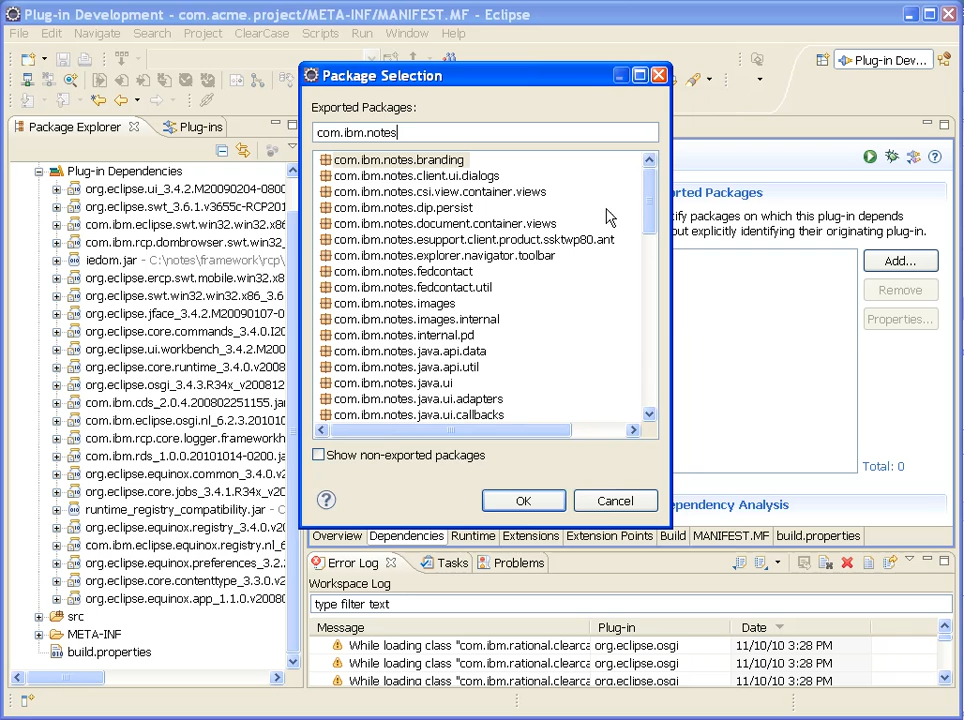 Plug-in Development - com.acme.project/META-INF/MANIFEST.MF - Eclipse
File Edit Navigate Search Project ClearCase Scripts Run Window Help
Plug-in Dev...
Package Explorer
Plug-ins
Plug-in Dependencies
org.eclipse.ui_3.4.2.M20090204-0800
org.eclipse.swt_3.6.1.v3655c-RCP201
org.eclipse.swt.win32.win32.x86
com.ibm.rcp.dombrowser.swt.win32_
iedom.jar - C:\notes\framework\rcp\
org.eclipse.ercp.swt.mobile.win32.
org.eclipse.swt.win32.win32.x86_3.6
org.eclipse.jface_3.4.2.M20090107-0
org.eclipse.core.commands_3.4.0.I20
org.eclipse.ui.workbench_3.4.2.M20
org.eclipse.core.runtime_3.4.0.v200
org.eclipse.osgi_3.4.3.R34x_v200812
com.ibm.cds_2.0.4.200802251155.jar
com.ibm.eclipse.osgi.nl_6.2.3.201010
com.ibm.rcp.core.logger.frameworkh
com.ibm.rds_1.0.0.20101014-0200.
org.eclipse.equinox.common_3.4.0.v
org.eclipse.core.jobs_3.4.1.R34x_v20
runtime_registry_compatibility.jar - C
org.eclipse.equinox.registry_3.4.0.v
com.ibm.eclipse.equinox.registry.nl_6
org.eclipse.equinox.preferences_3.2.
org.eclipse.core.contenttype_3.3.0.v
org.eclipse.equinox.app_1.1.0.v20080
src
META-INF
build.properties
Package Selection
Exported Packages:
com.ibm.notes
com.ibm.notes.branding
com.ibm.notes.client.ui.dialogs
com.ibm.notes.csi.view.container.views
com.ibm.notes.dip.persist
com.ibm.notes.document.container.views
com.ibm.notes.esupport.client.product.ssktwp80.ant
com.ibm.notes.explorer.navigator.toolbar
com.ibm.notes.fedcontact
com.ibm.notes.fedcontact.util
com.ibm.notes.images
com.ibm.notes.images.internal
com.ibm.notes.internal.pd
com.ibm.notes.java.api.data
com.ibm.notes.java.api.util
com.ibm.notes.java.ui
com.ibm.notes.java.ui.adapters
com.ibm.notes.java.ui.callbacks
Show non-exported packages
OK
Cancel
orted Packages
ify packages on which this plug-in depends
out explicitly identifying their originating plug-in.
Add...
Remove
Properties...
Total: 0
ependency Analysis
Overview Dependencies Runtime Extensions Extension Points Build MANIFEST.MF build.properties
Error Log
Tasks
Problems
Workspace Log
type filter text
Message Plug-in Date
While loading class "com.ibm.rational.clearca org.eclipse.osgi 11/10/10 3:28 PM
While loading class "com.ibm.rational.clearca org.eclipse.osgi 11/10/10 3:28 PM
While loading class "com.ibm.rational.clearca org.eclipse.osgi 11/10/10 3:28 PM